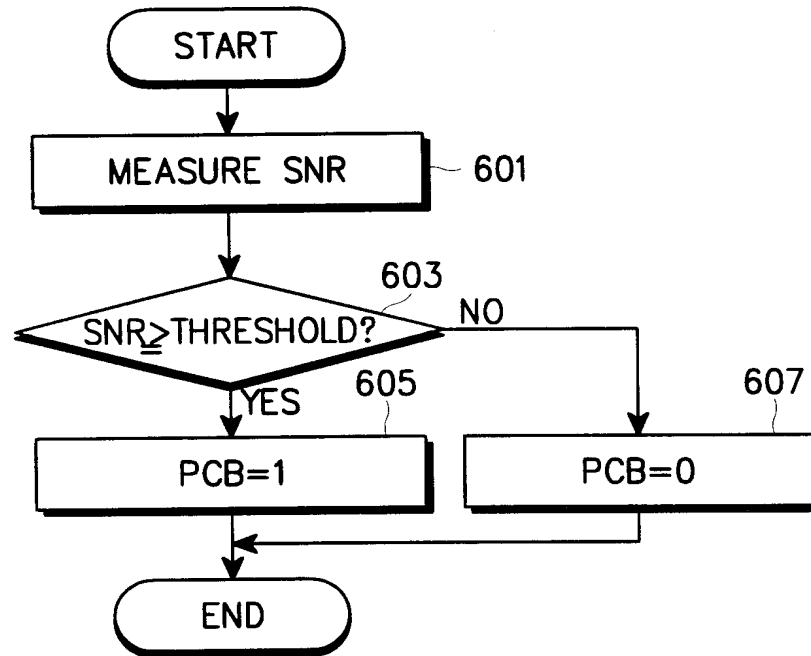 START
MEASURE SNR
601
603
SNR≧THRESHOLD?
NO
YES
605
607
PCB=1
PCB=0
END